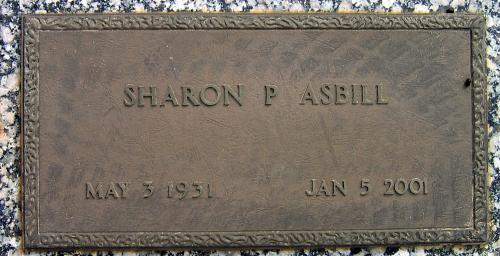 SHARON P ASBILL
MAY 3 1931 JAN 5 2001